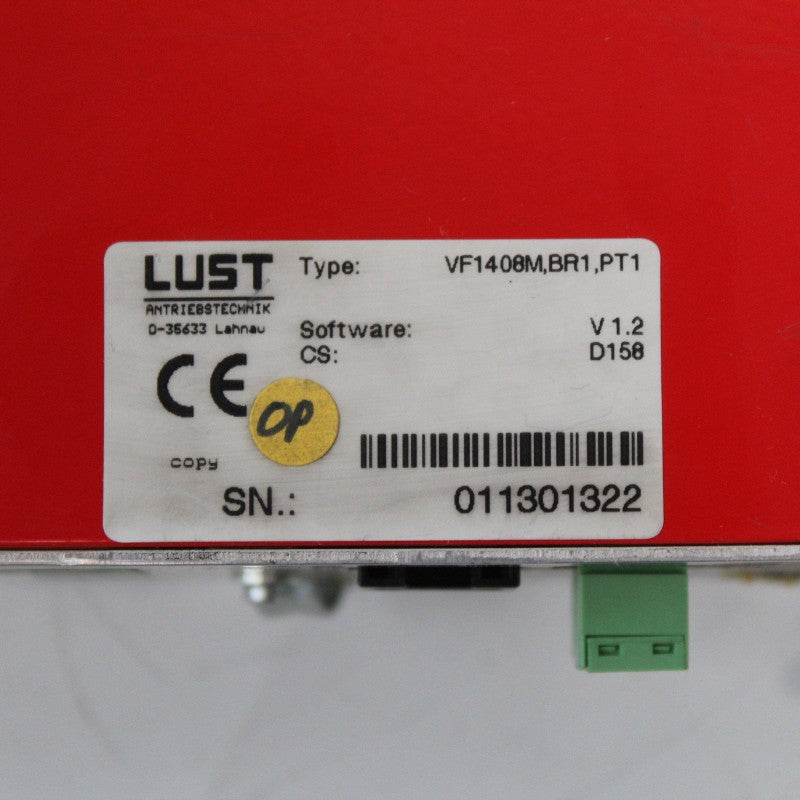 LUST
ANTRIEBSTECHNIK
D-35633 Lahnau
Type: VF1408M,BR1,PT1
Software: V 1.2
CS: D158
CE
OP
copy
SN.: 011301322